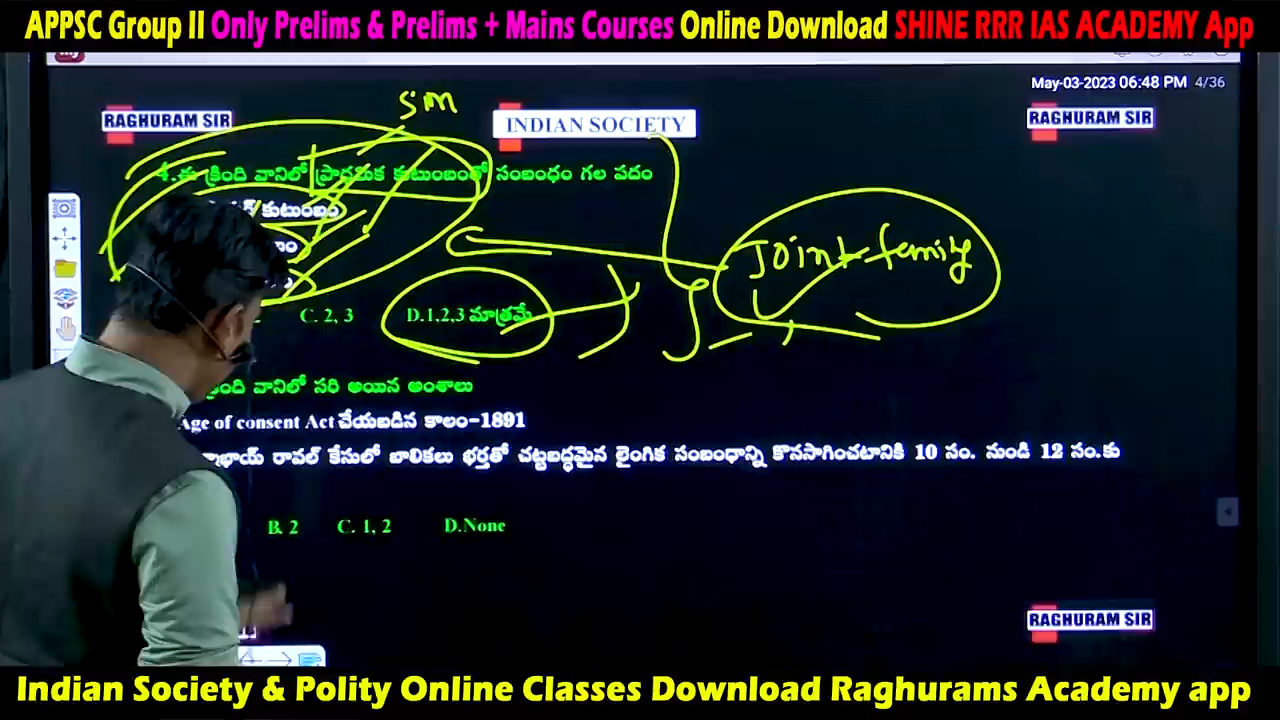 APPSC Group II Only Prelims & Prelims + Mains Courses Online Download SHINE RRR IAS ACADEMY App
May-03-2023 06:48 PM 4/36
RAGHURAM SIR
INDIAN SOCIETY
RAGHURAM SIR
SM
4.ఈ క్రింది వానిలో ప్రాథమిక కుటుంబంతో సంబంధం గల పదం
కుటుంబం
Joint family
C. 2, 3 D.1,2,3 మాత్రమే
క్రింది వానిలో సరి అయిన అంశాలు
Age of consent Act చేయబడిన కాలం-1891
రావల్ కేసులో బాలికలు భర్తతో చట్టబద్ధమైన లైంగిక సంబంధాన్ని కొనసాగించటానికి 10 సం. నుండి 12 సం.కు
B. 2 C. 1, 2 D.None
RAGHURAM SIR
Indian Society & Polity Online Classes Download Raghurams Academy app